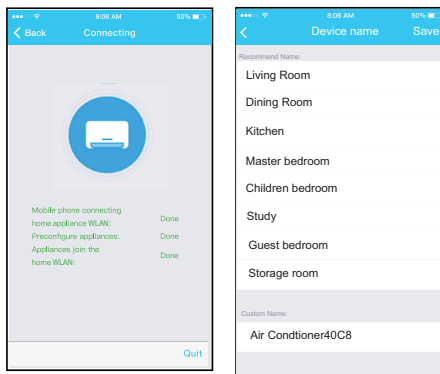 8:08 AM 50%
Back Connecting
Mobile phone connecting
home appliance WLAN: Done
Preconfigure appliances: Done
Appliances join the
home WLAN: Done
Quit
8:08 AM 50%
Device name Save
Recommend Name:
Living Room
Dining Room
Kitchen
Master bedroom
Children bedroom
Study
Guest bedroom
Storage room
Custom Name:
Air Condtioner40C8